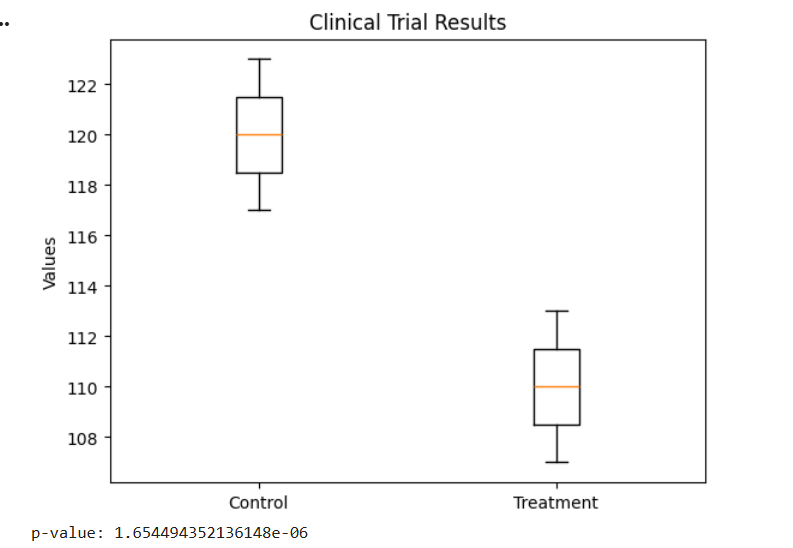 Clinical Trial Results
122
120
118
116
114
112
110
108
Values
Control Treatment
p-value: 1.654494352136148e-06